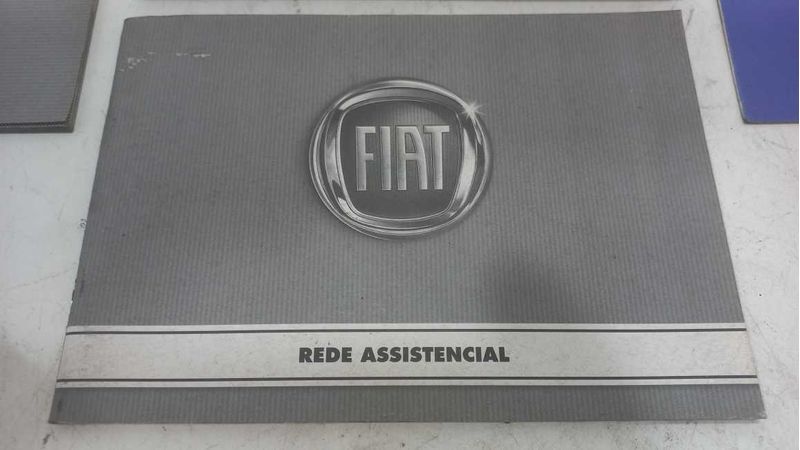 FIAT
REDE ASSISTENCIAL